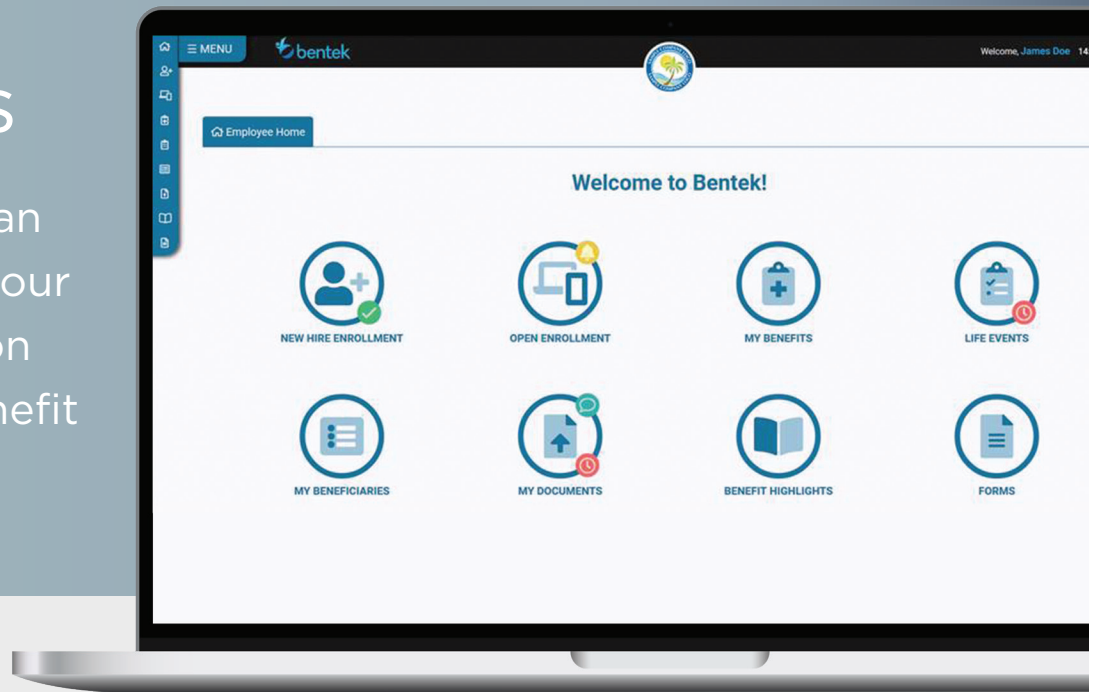 s
an
our
on
nefit
☰ MENU
bentek
Welcome, James Doe 14
Employee Home
Welcome to Bentek!
NEW HIRE ENROLLMENT
OPEN ENROLLMENT
MY BENEFITS
LIFE EVENTS
MY BENEFICIARIES
MY DOCUMENTS
BENEFIT HIGHLIGHTS
FORMS